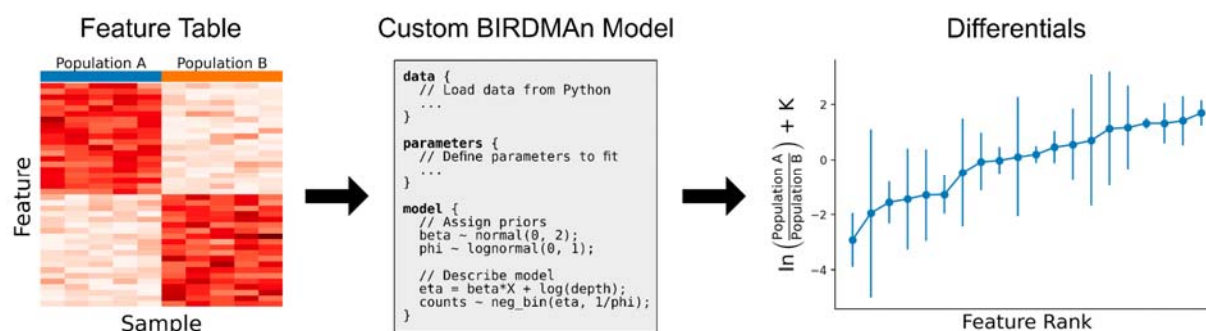 Feature Table
Population A
Population B
Feature
Sample
Custom BIRDMAn Model
data {
// Load data from Python
...
}
parameters {
// Define parameters to fit
...
}
model {
// Assign priors
beta ~ normal(0, 2);
phi ~ lognormal(0, 1);
// Describe model
eta = beta*X + log(depth);
counts ~ neg_bin(eta, 1/phi);
}
Differentials
ln(Population A / Population B) + K
2
0
−2
−4
Feature Rank